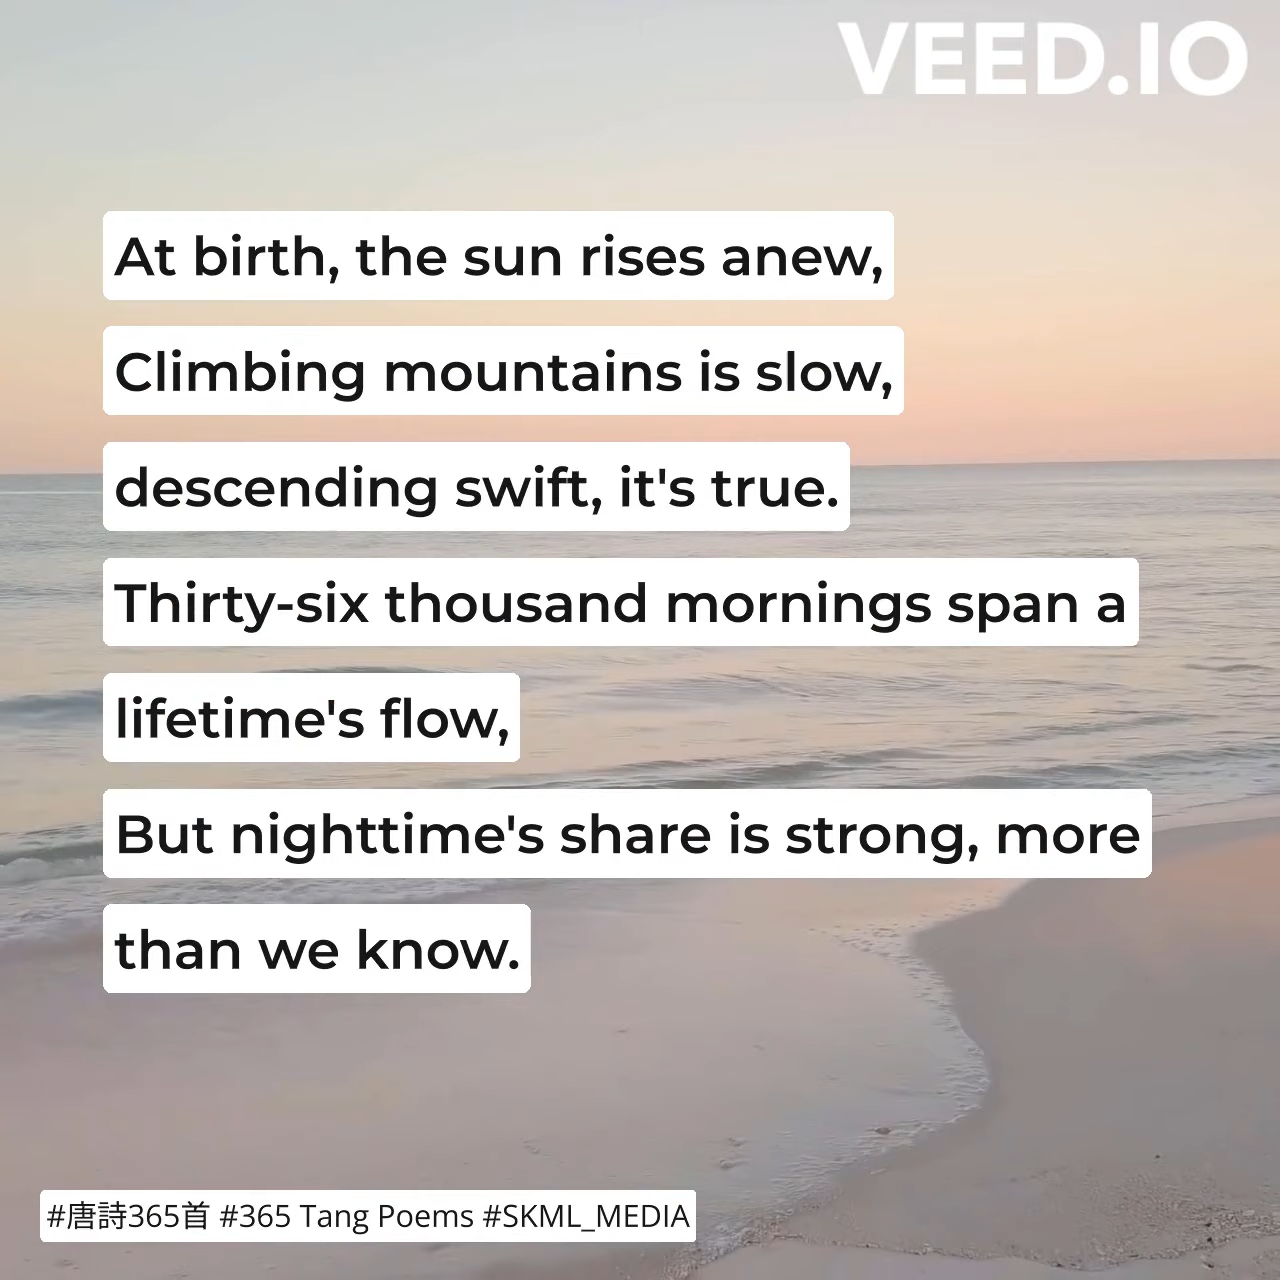 VEED.IO
At birth, the sun rises anew,
Climbing mountains is slow,
descending swift, it's true.
Thirty-six thousand mornings span a
lifetime's flow,
But nighttime's share is strong, more
than we know.
#唐詩365首 #365 Tang Poems #SKML_MEDIA